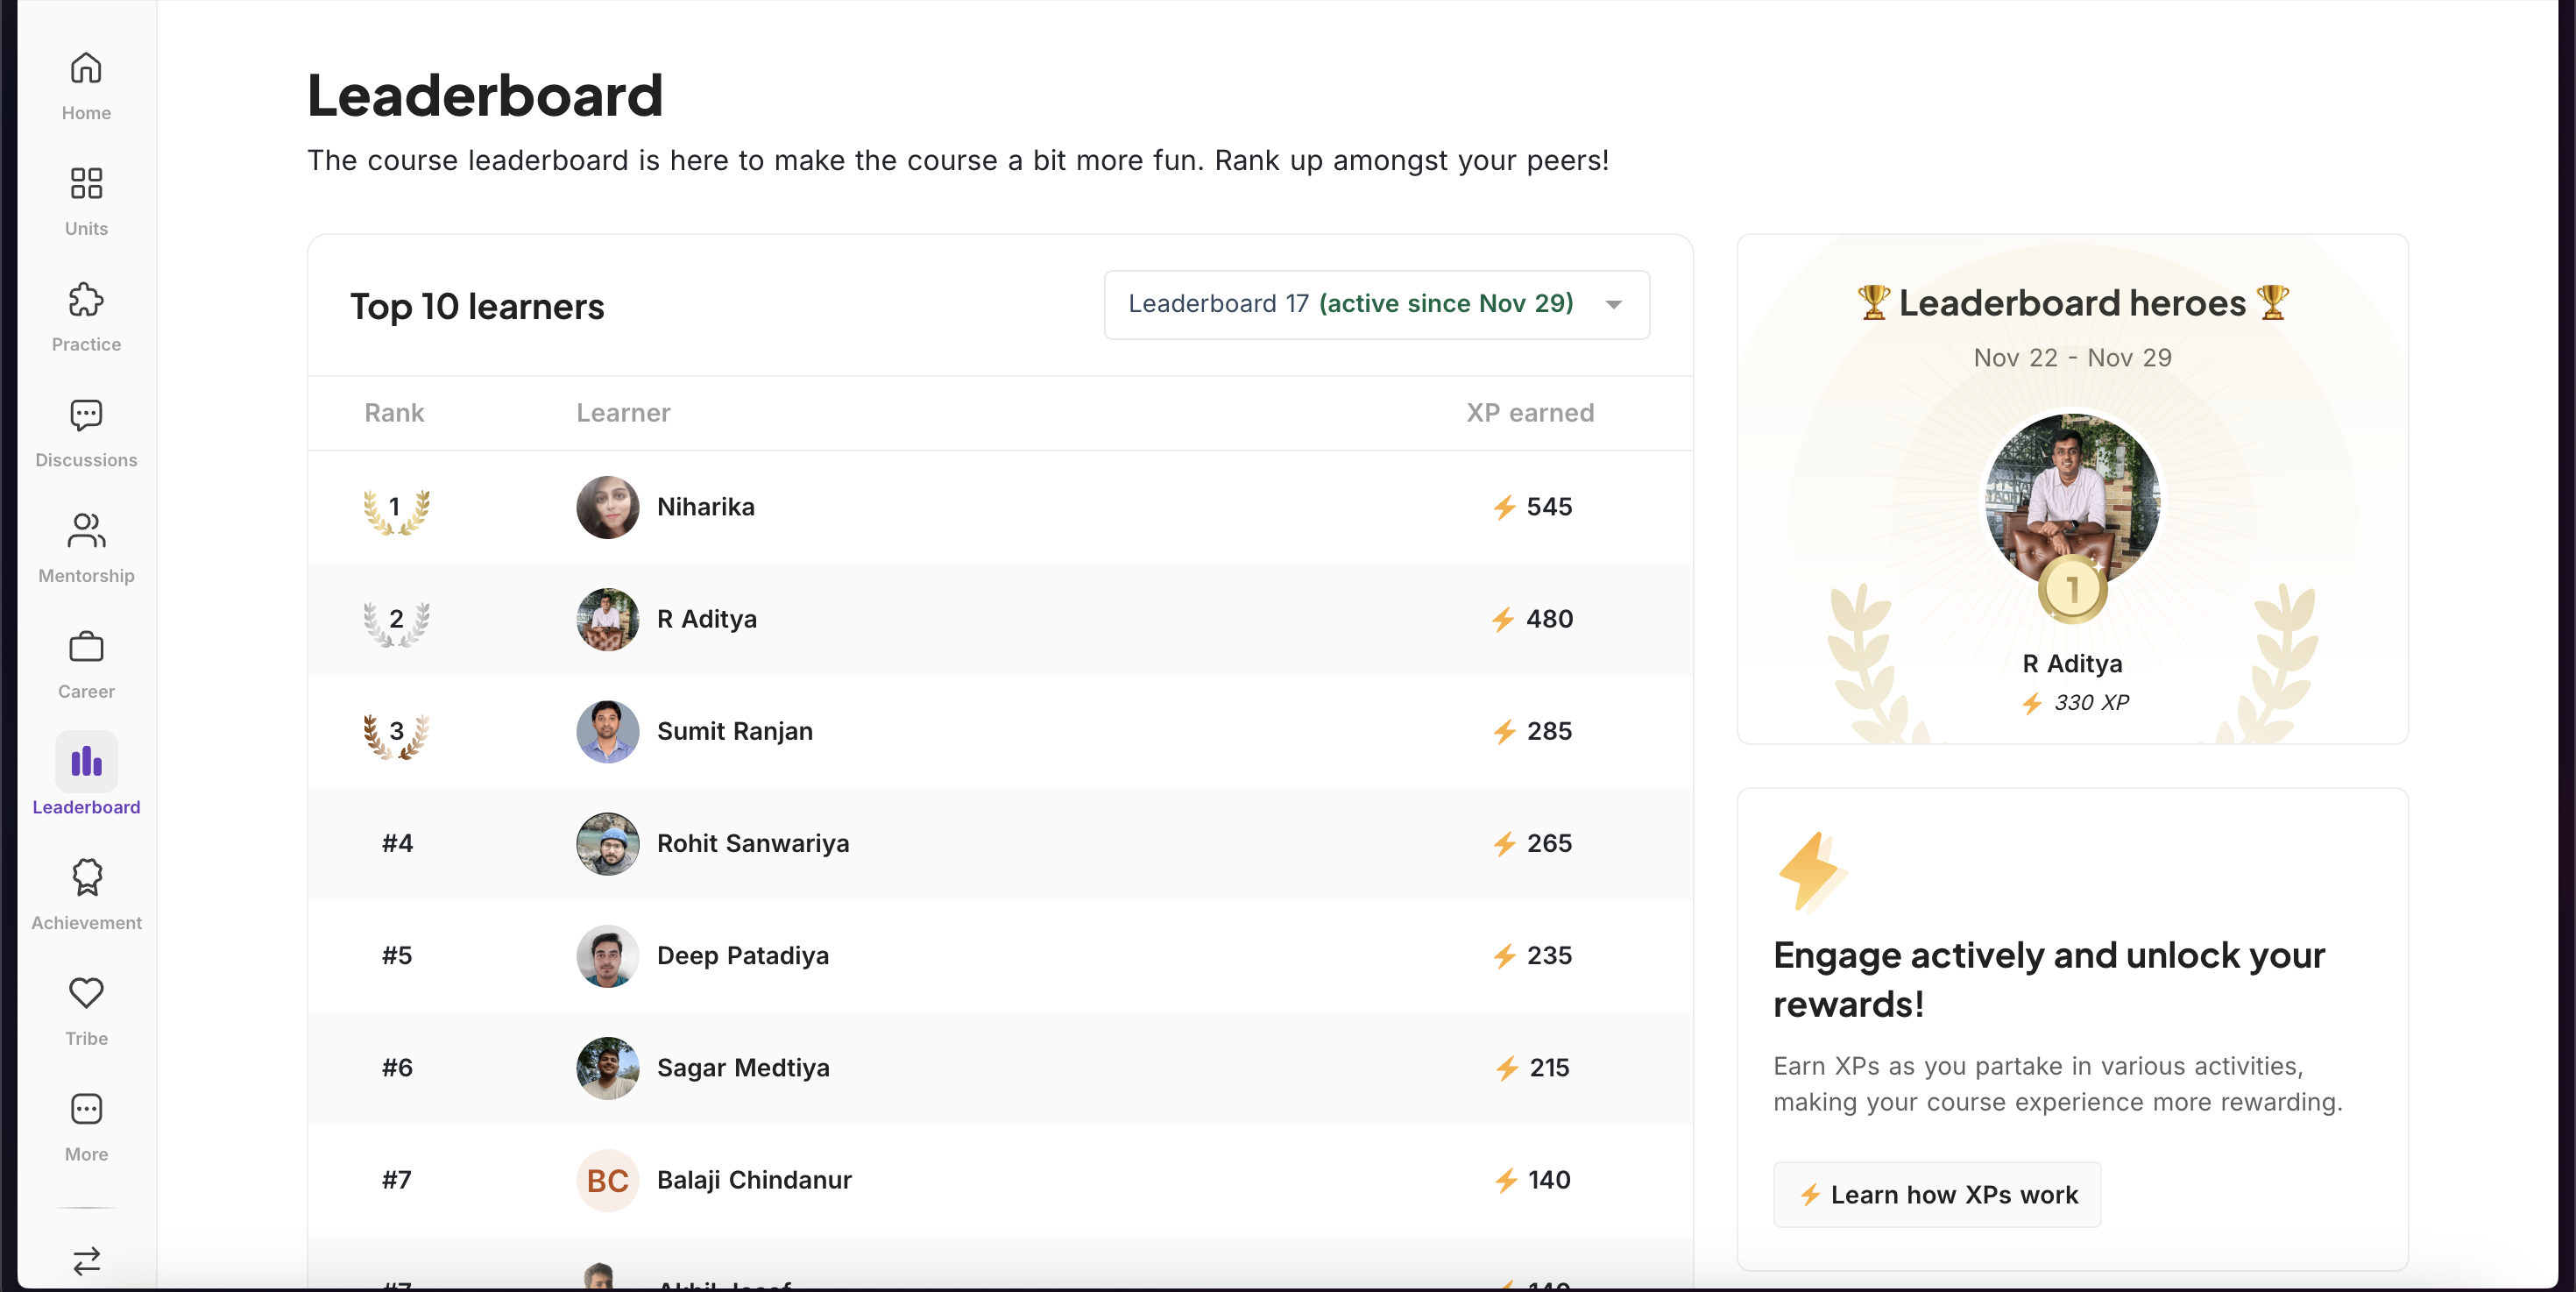 Home
Units
Practice
Discussions
Mentorship
Career
Leaderboard
Achievement
Tribe
More
Leaderboard
The course leaderboard is here to make the course a bit more fun. Rank up amongst your peers!
Top 10 learners
Leaderboard 17 (active since Nov 29)
Rank Learner XP earned
1 Niharika 545
2 R Aditya 480
3 Sumit Ranjan 285
#4 Rohit Sanwariya 265
#5 Deep Patadiya 235
#6 Sagar Medtiya 215
#7 BC Balaji Chindanur 140
#7 140
Leaderboard heroes
Nov 22 - Nov 29
1
R Aditya
330 XP
Engage actively and unlock your
rewards!
Earn XPs as you partake in various activities,
making your course experience more rewarding.
Learn how XPs work